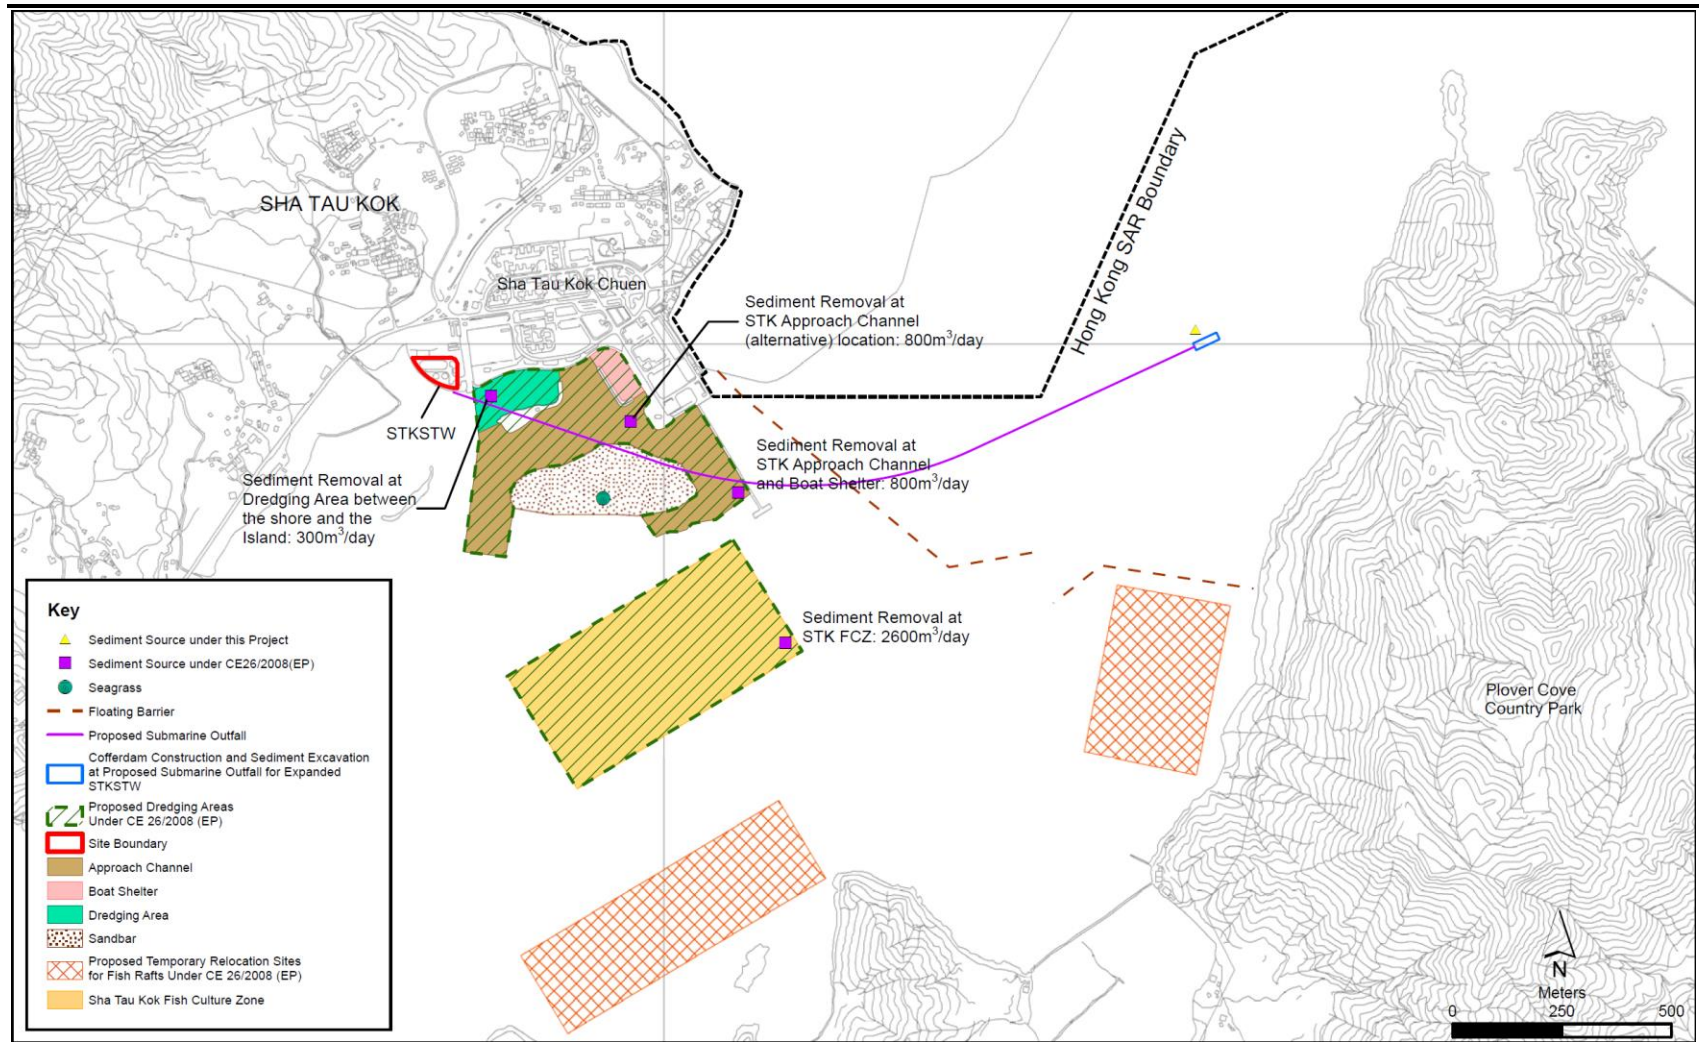 SHA TAU KOK
Sha Tau Kok Chuen
Hong Kong SAR Boundary
Sediment Removal at
STK Approach Channel
(alternative) location: 800m³/day
STKSTW
Sediment Removal at
STK Approach Channel
and Boat Shelter: 800m³/day
Sediment Removal at
Dredging Area between
the shore and the
Island: 300m³/day
Sediment Removal at
STK FCZ: 2600m³/day
Plover Cove
Country Park
Key
Sediment Source under this Project
Sediment Source under CE26/2008(EP)
Seagrass
Floating Barrier
Proposed Submarine Outfall
Cofferdam Construction and Sediment Excavation
at Proposed Submarine Outfall for Expanded
STKSTW
Proposed Dredging Areas
Under CE 26/2008 (EP)
Site Boundary
Approach Channel
Boat Shelter
Dredging Area
Sandbar
Proposed Temporary Relocation Sites
for Fish Rafts Under CE 26/2008 (EP)
Sha Tau Kok Fish Culture Zone
N
Meters
0 250 500